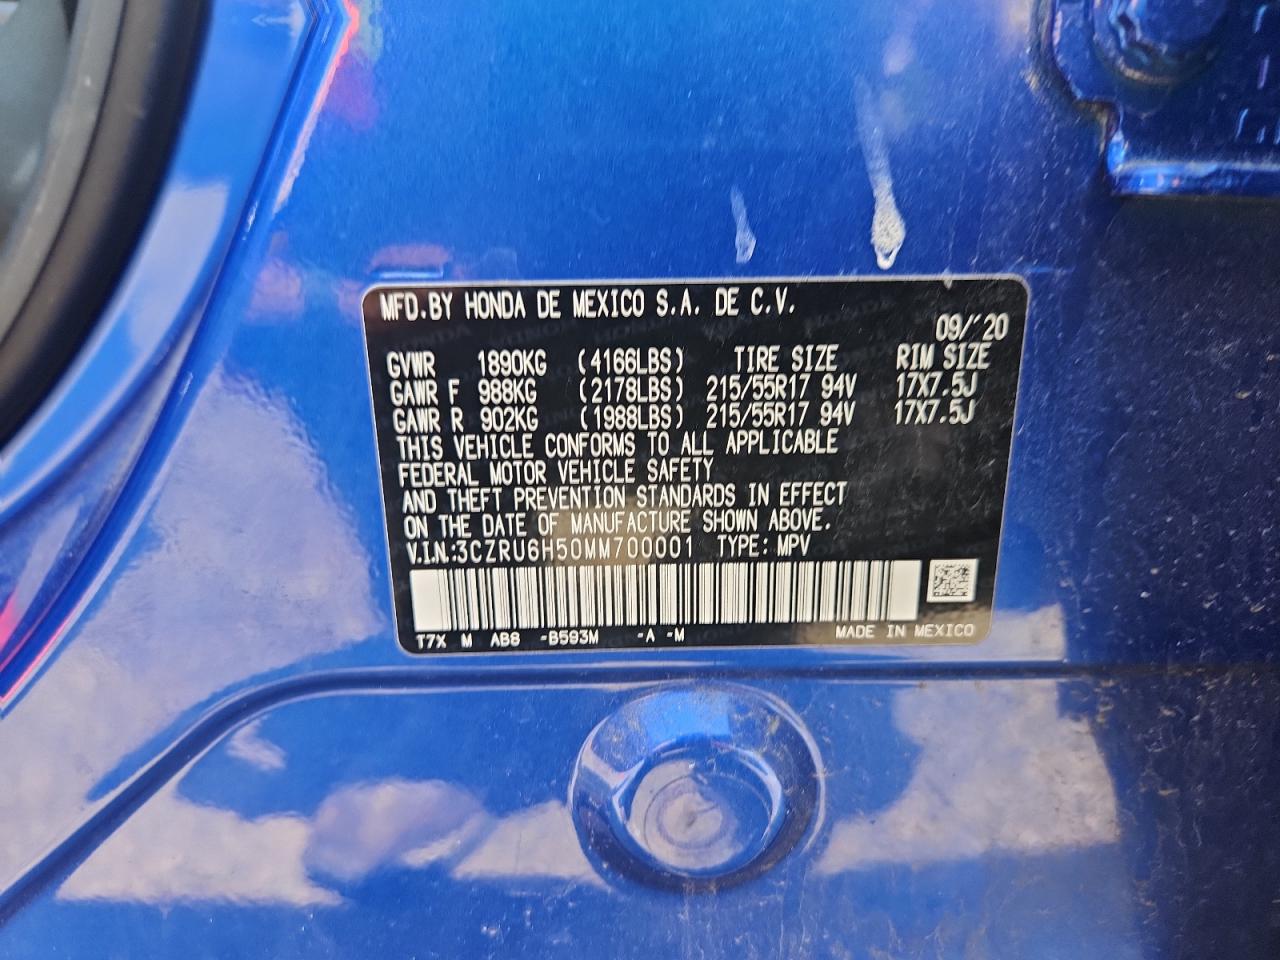 MFD.BY HONDA DE MEXICO S.A. DE C.V.
09/'20
GVWR 1890KG (4166LBS) TIRE SIZE RIM SIZE
GAWR F 988KG (2178LBS) 215/55R17 94V 17X7.5J
GAWR R 902KG (1988LBS) 215/55R17 94V 17X7.5J
THIS VEHICLE CONFORMS TO ALL APPLICABLE
FEDERAL MOTOR VEHICLE SAFETY
AND THEFT PREVENTION STANDARDS IN EFFECT
ON THE DATE OF MANUFACTURE SHOWN ABOVE.
V.I.N.:3CZRU6H50MM700001 TYPE: MPV
T7X M AB8 -B593M -A -M MADE IN MEXICO